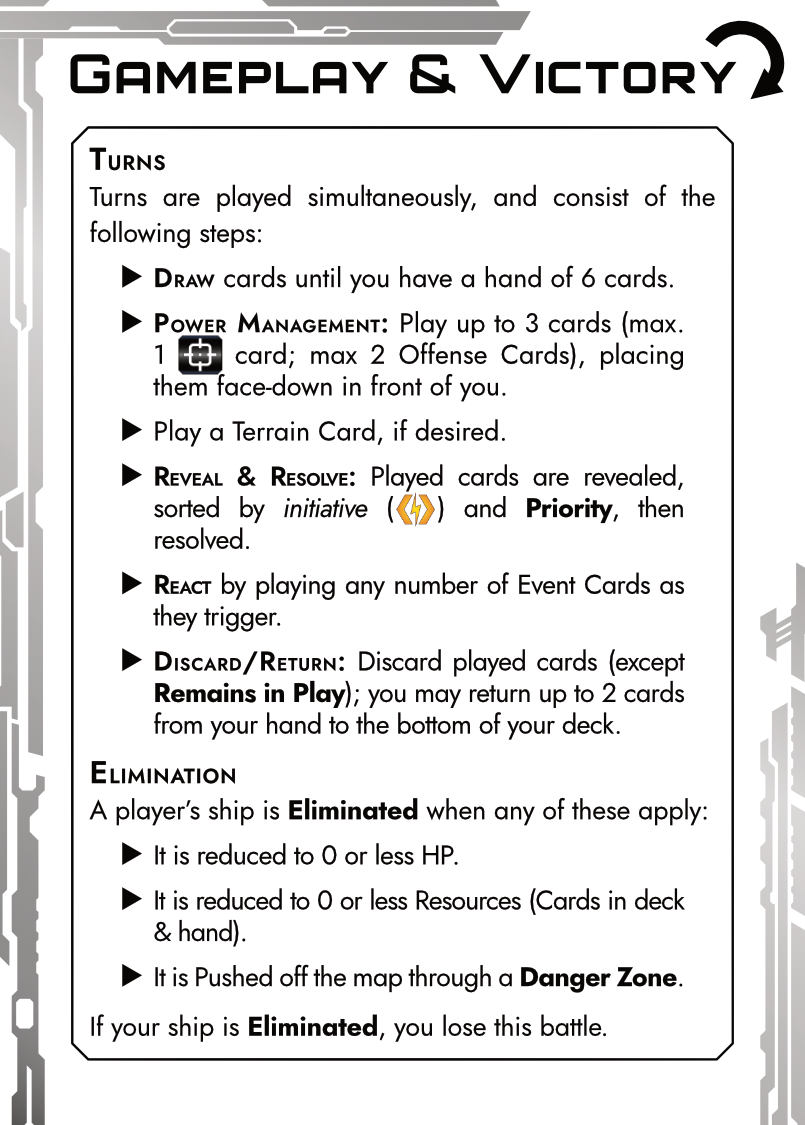 Gameplay & Victory
Turns
Turns are played simultaneously, and consist of the
following steps:
▶ Draw cards until you have a hand of 6 cards.
▶ Power Management: Play up to 3 cards (max.
1 card; max 2 Offense Cards), placing
them face-down in front of you.
▶ Play a Terrain Card, if desired.
▶ Reveal & Resolve: Played cards are revealed,
sorted by initiative () and Priority, then
resolved.
▶ React by playing any number of Event Cards as
they trigger.
▶ Discard/Return: Discard played cards (except
Remains in Play); you may return up to 2 cards
from your hand to the bottom of your deck.
Elimination
A player's ship is Eliminated when any of these apply:
▶ It is reduced to 0 or less HP.
▶ It is reduced to 0 or less Resources (Cards in deck
& hand).
▶ It is Pushed off the map through a Danger Zone.
If your ship is Eliminated, you lose this battle.